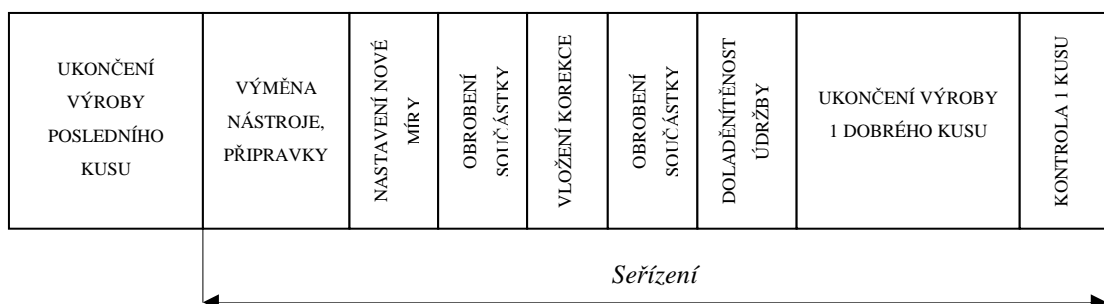 UKONČENÍ
VÝROBY
POSLEDNÍHO
KUSU
VÝMĚNA
NÁSTROJE,
PŘIPRAVKY
NASTAVENÍ NOVÉ
MÍRY
OBROBENÍ
SOUČÁSTKY
VLOŽENÍ KOREKCE
OBROBENÍ
SOUČÁSTKY
DOLADĚNÍTĚNOST
ÚDRŽBY
UKONČENÍ VÝROBY
1 DOBRÉHO KUSU
KONTROLA 1 KUSU
Seřízení